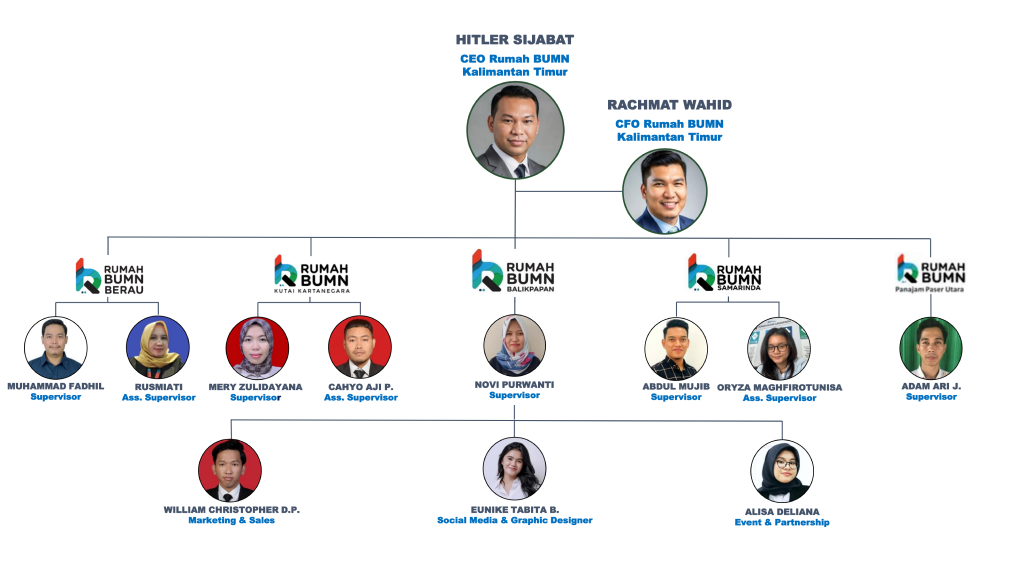 HITLER SIJABAT
CEO Rumah BUMN
Kalimantan Timur
RACHMAT WAHID
CFO Rumah BUMN
Kalimantan Timur
RUMAH
BUMN
BERAU
RUMAH
BUMN
KUTAI KARTANEGARA
RUMAH
BUMN
BALIKPAPAN
RUMAH
BUMN
SAMARINDA
RUMAH
BUMN
Panajam Paser Utara
MUHAMMAD FADHIL
Supervisor
RUSMIATI
Ass. Supervisor
MERY ZULIDAYANA
Supervisor
CAHYO AJI P.
Ass. Supervisor
NOVI PURWANTI
Supervisor
ABDUL MUJIB
Supervisor
ORYZA MAGHFIROTUNISA
Ass. Supervisor
ADAM ARI J.
Supervisor
WILLIAM CHRISTOPHER D.P.
Marketing & Sales
EUNIKE TABITA B.
Social Media & Graphic Designer
ALISA DELIANA
Event & Partnership